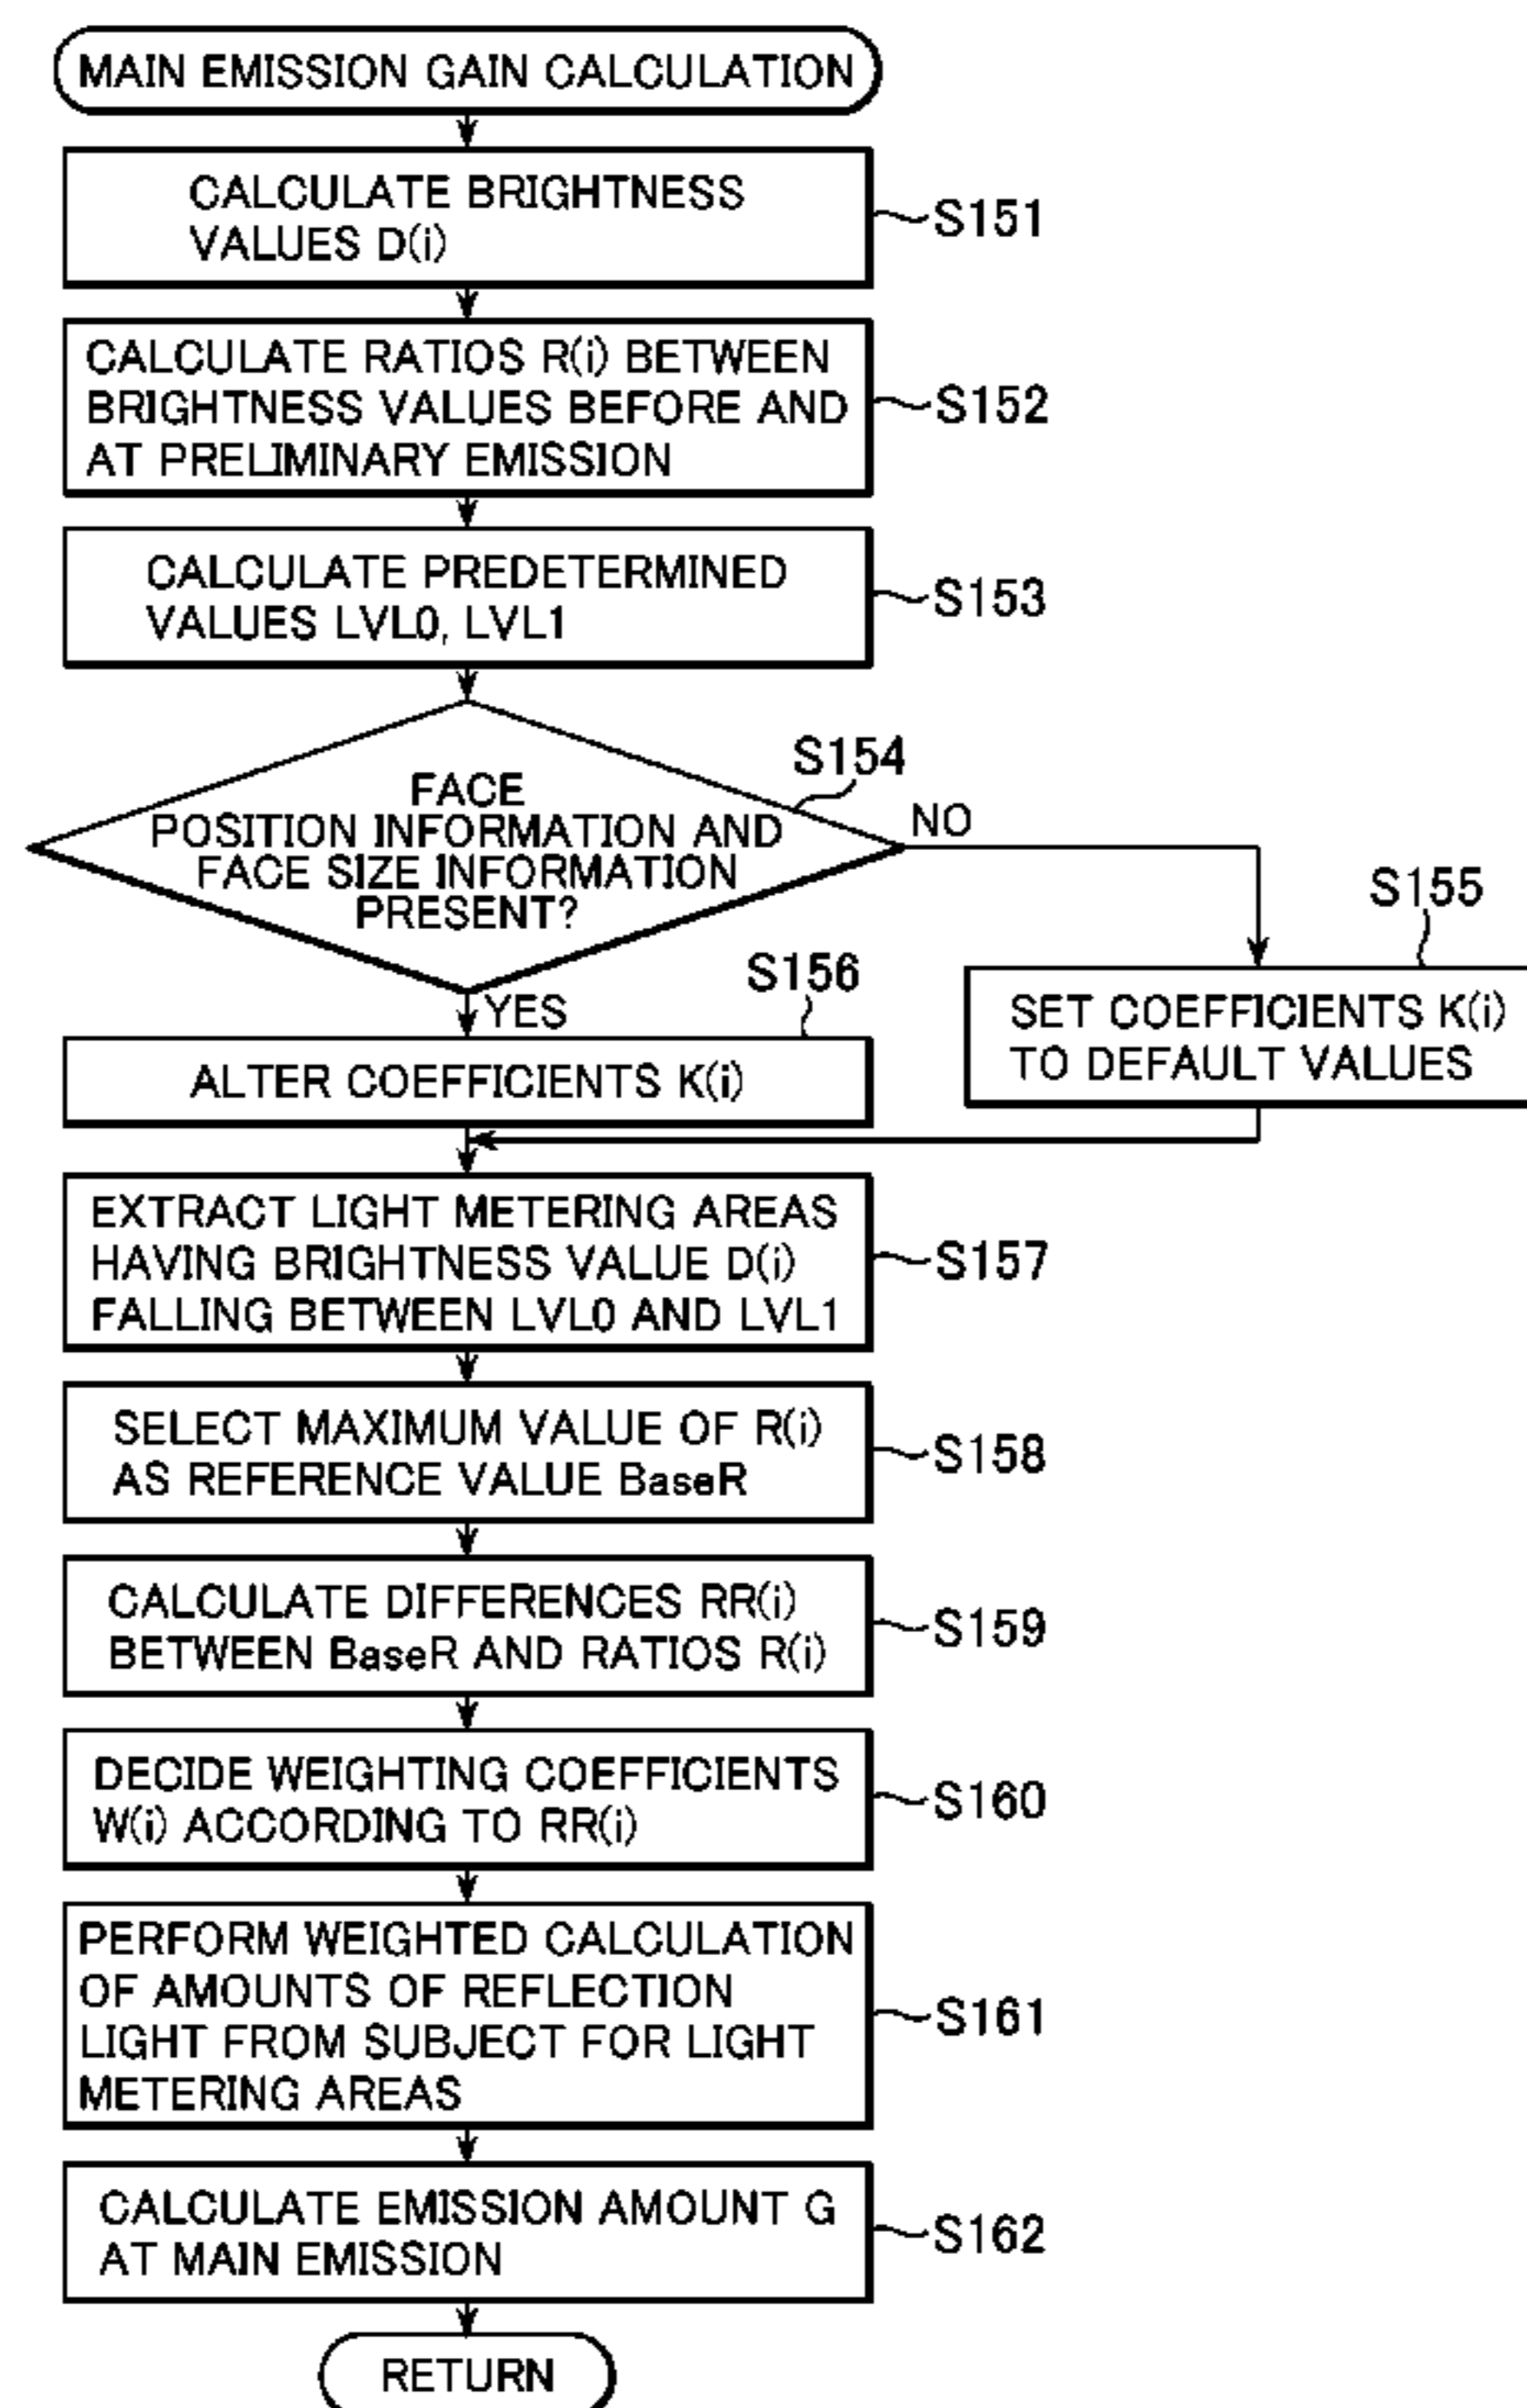 MAIN EMISSION GAIN CALCULATION
CALCULATE BRIGHTNESS
VALUES D(i)
S151
CALCULATE RATIOS R(i) BETWEEN
BRIGHTNESS VALUES BEFORE AND
AT PRELIMINARY EMISSION
S152
CALCULATE PREDETERMINED
VALUES LVL0, LVL1
S153
S154
FACE
POSITION INFORMATION AND
FACE SIZE INFORMATION
PRESENT?
NO
YES
S155
SET COEFFICIENTS K(i)
TO DEFAULT VALUES
S156
ALTER COEFFICIENTS K(i)
EXTRACT LIGHT METERING AREAS
HAVING BRIGHTNESS VALUE D(i)
FALLING BETWEEN LVL0 AND LVL1
S157
SELECT MAXIMUM VALUE OF R(i)
AS REFERENCE VALUE BaseR
S158
CALCULATE DIFFERENCES RR(i)
BETWEEN BaseR AND RATIOS R(i)
S159
DECIDE WEIGHTING COEFFICIENTS
W(i) ACCORDING TO RR(i)
S160
PERFORM WEIGHTED CALCULATION
OF AMOUNTS OF REFLECTION
LIGHT FROM SUBJECT FOR LIGHT
METERING AREAS
S161
CALCULATE EMISSION AMOUNT G
AT MAIN EMISSION
S162
RETURN